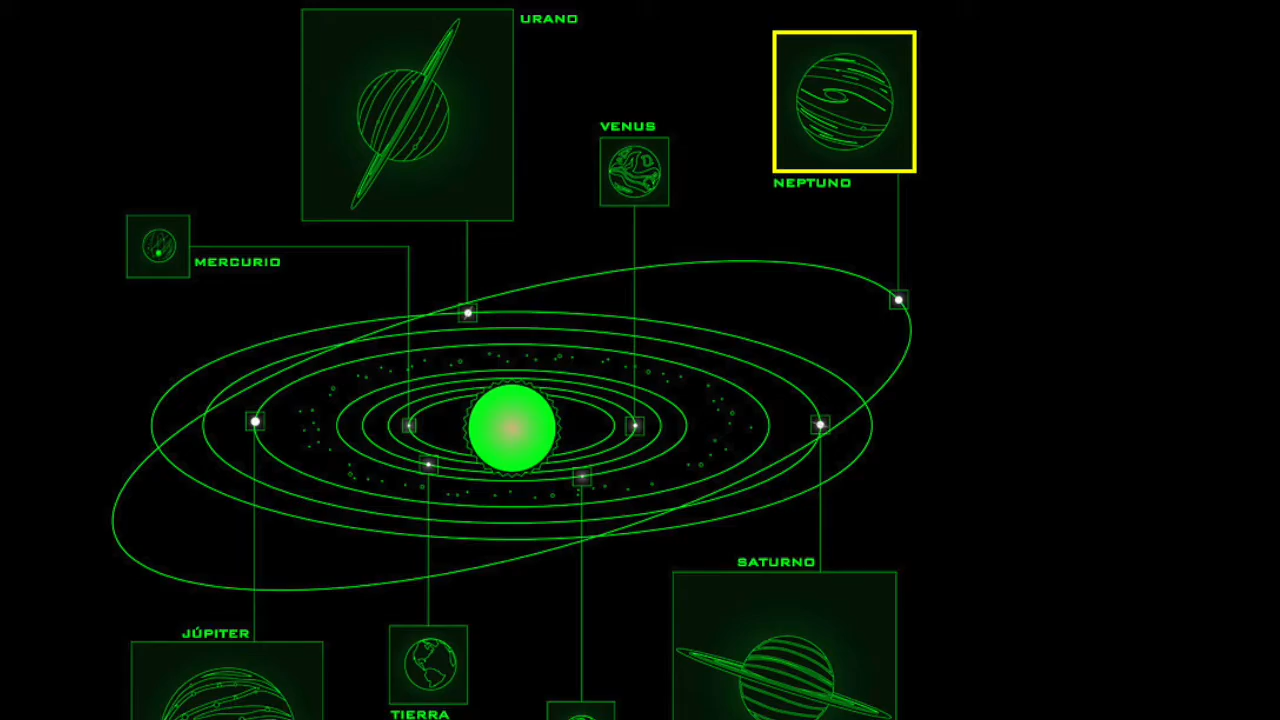 URANO
VENUS
NEPTUNO
MERCURIO
SATURNO
JÚPITER
TIERRA